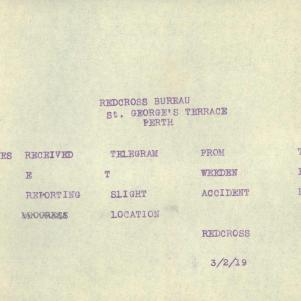 REDCROSS BUREAU
St. GEORGE'S TERRACE
PERTH
ES RECEIVED TELEGRAM FROM T
E T WEEDEN
REPORTING SLIGHT ACCIDENT
LOCATION
REDCROSS
3/2/19